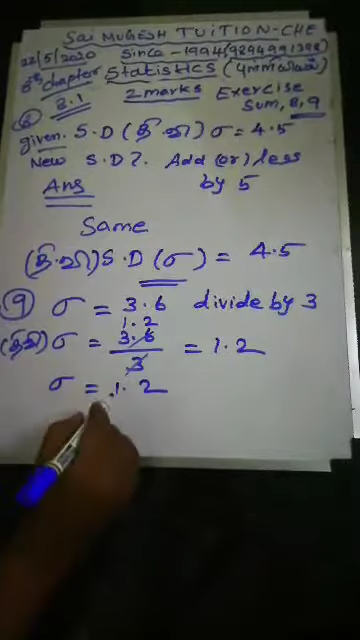 Sai MUGESH TUITION-CHE
22/5/2020 Since-1994(9894991398)
8th chapter Statistics (புள்ளியியல்)
8.1 2 marks Exercise
Sum, 8, 9
⑧ given. S.D (தி.வி) σ = 4.5
New S.D?. Add (or) less
by 5
Ans
Same
(தி.வி) S.D (σ) = 4.5
⑨ σ = 3.6 divide by 3
1.2
(தி.வி) σ = 3.6/3 = 1.2
σ = 1.2